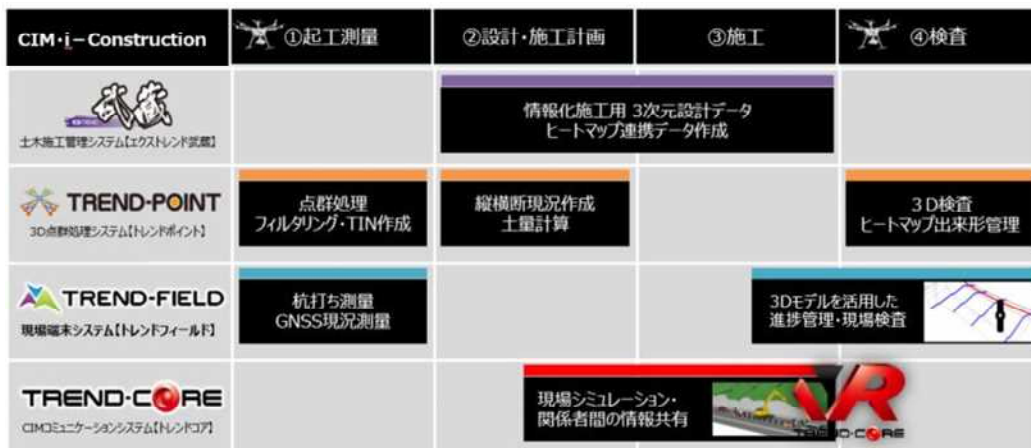 CIM・i-Construction
①起工測量
②設計・施工計画
③施工
④検査
武蔵
土木施工管理システム【エクストレンド武蔵】
情報化施工用 3次元設計データ
ヒートマップ連携データ作成
TREND-POINT
3D点群処理システム【トレンドポイント】
点群処理
フィルタリング・TIN作成
縦横断現況作成
土量計算
3D検査
ヒートマップ出来形管理
TREND-FIELD
現場端末システム【トレンドフィールド】
杭打ち測量
GNSS現況測量
3Dモデルを活用した
進捗管理・現場検査
TREND-CORE
CIMコミュニケーションシステム【トレンドコア】
現場シミュレーション・
関係者間の情報共有
VR
TREND-CORE